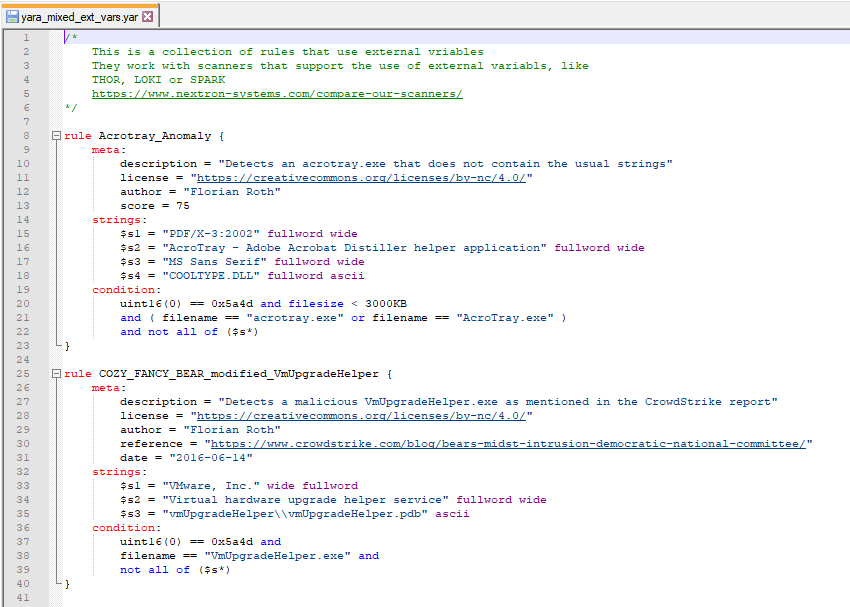 yara_mixed_ext_vars.yar
1 /*
2 This is a collection of rules that use external vriables
3 They work with scanners that support the use of external variabls, like
4 THOR, LOKI or SPARK
5 https://www.nextron-systems.com/compare-our-scanners/
6 */
7
8 rule Acrotray_Anomaly {
9 meta:
10 description = "Detects an acrotray.exe that does not contain the usual strings"
11 license = "https://creativecommons.org/licenses/by-nc/4.0/"
12 author = "Florian Roth"
13 score = 75
14 strings:
15 $s1 = "PDF/X-3:2002" fullword wide
16 $s2 = "AcroTray - Adobe Acrobat Distiller helper application" fullword wide
17 $s3 = "MS Sans Serif" fullword wide
18 $s4 = "COOLTYPE.DLL" fullword ascii
19 condition:
20 uint16(0) == 0x5a4d and filesize < 3000KB
21 and ( filename == "acrotray.exe" or filename == "AcroTray.exe" )
22 and not all of ($s*)
23 }
24
25 rule COZY_FANCY_BEAR_modified_VmUpgradeHelper {
26 meta:
27 description = "Detects a malicious VmUpgradeHelper.exe as mentioned in the CrowdStrike report"
28 license = "https://creativecommons.org/licenses/by-nc/4.0/"
29 author = "Florian Roth"
30 reference = "https://www.crowdstrike.com/blog/bears-midst-intrusion-democratic-national-committee/"
31 date = "2016-06-14"
32 strings:
33 $s1 = "VMware, Inc." wide fullword
34 $s2 = "Virtual hardware upgrade helper service" fullword wide
35 $s3 = "vmUpgradeHelper\\vmUpgradeHelper.pdb" ascii
36 condition:
37 uint16(0) == 0x5a4d and
38 filename == "VmUpgradeHelper.exe" and
39 not all of ($s*)
40 }
41